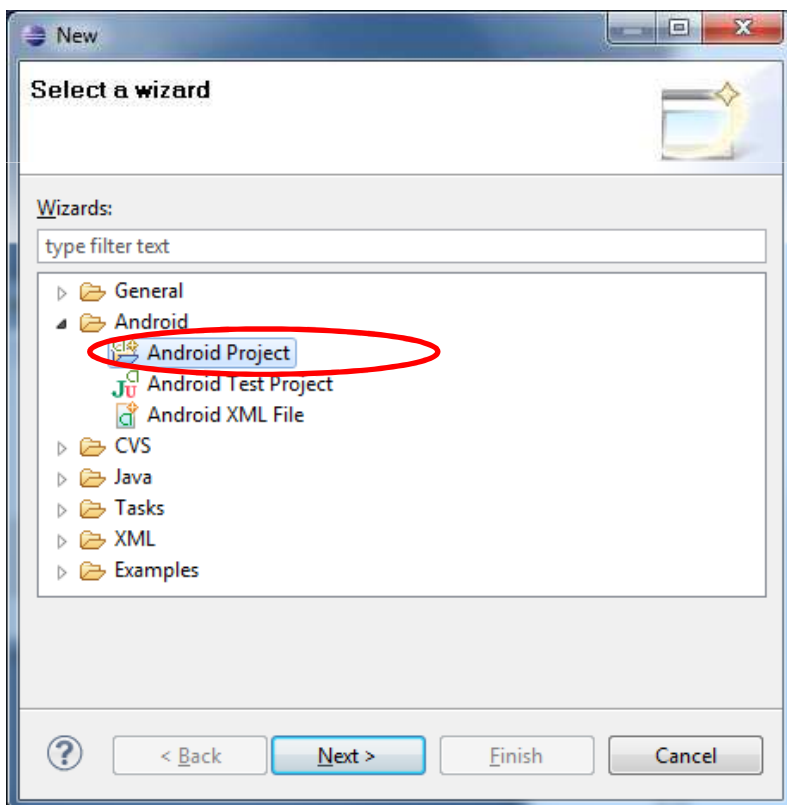 New
Select a wizard
Wizards:
type filter text
General
Android
Android Project
Android Test Project
Android XML File
CVS
Java
Tasks
XML
Examples
< Back Next > Finish Cancel